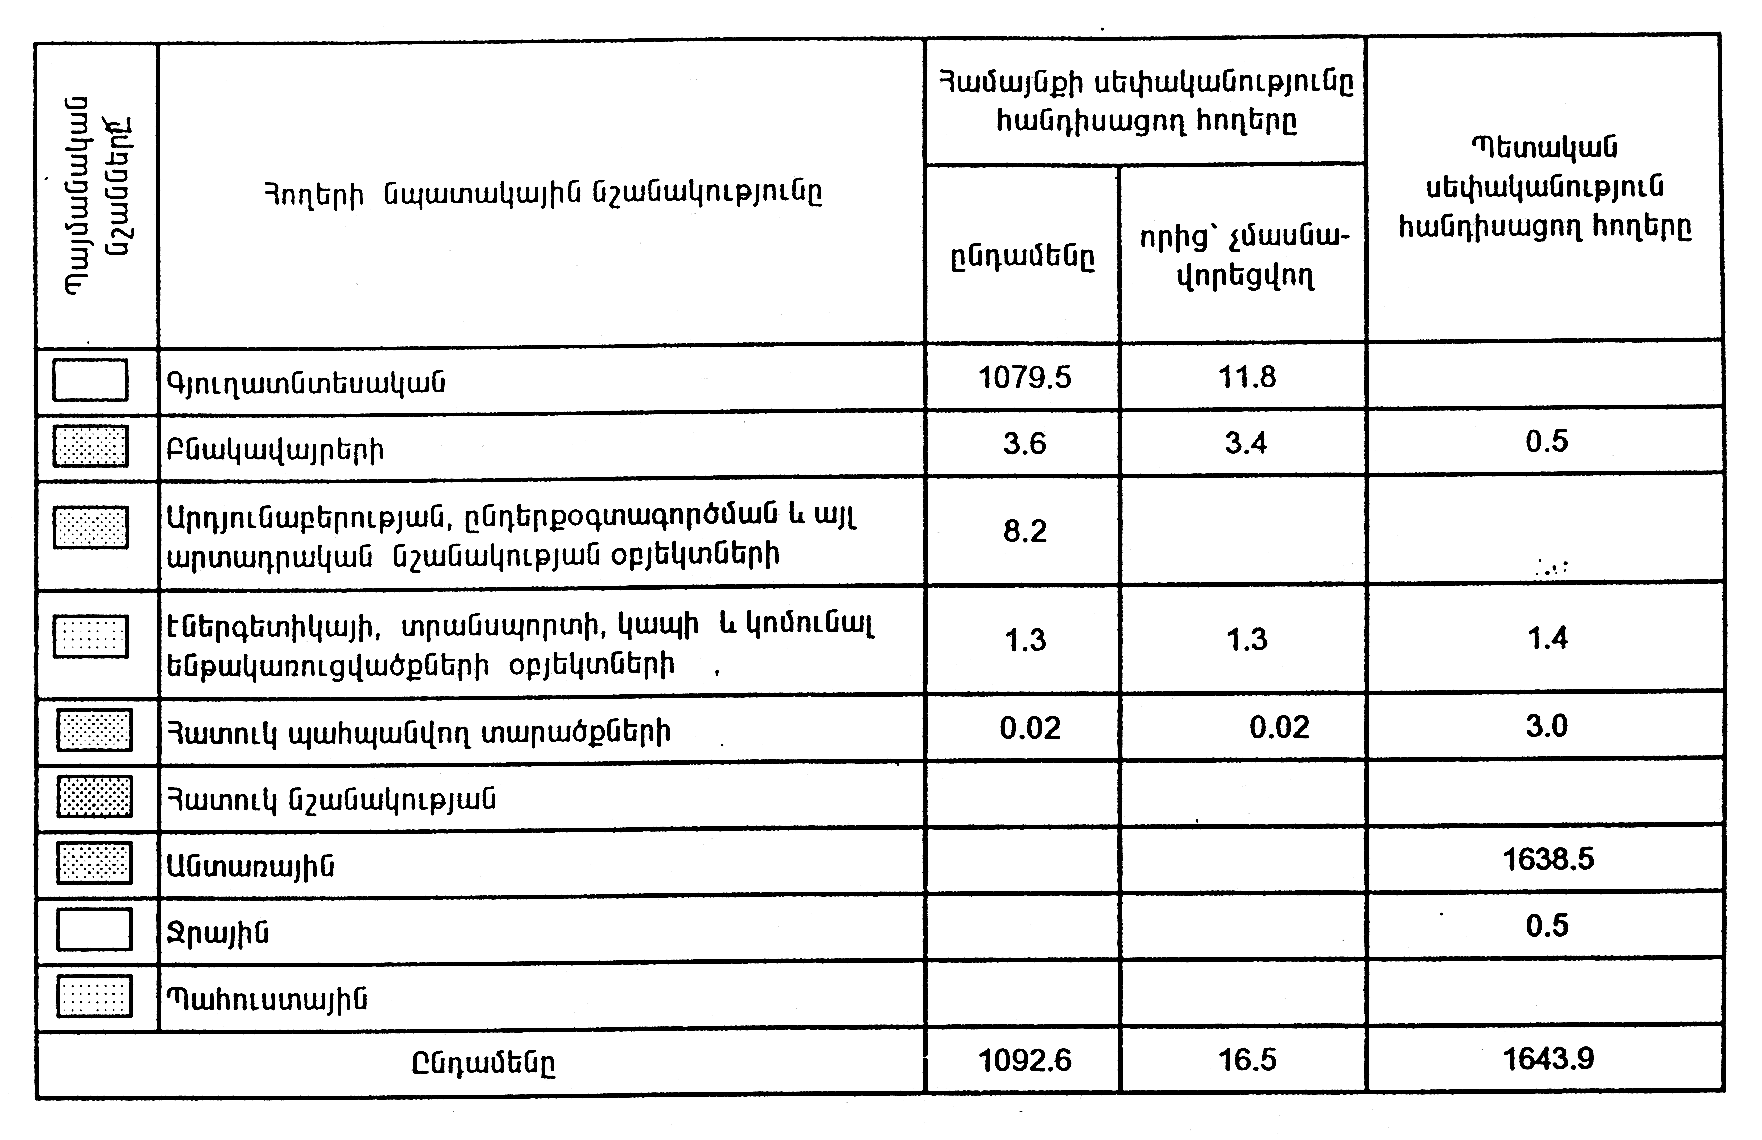 Պայմանական
նշանները
Հողերի նպատակային նշանակությունը
Համայնքի սեփականությունը
հանդիսացող հողերը
ընդամենը
որից՝ չմասնա-
վորեցվող
Պետական
սեփականություն
հանդիսացող հողերը
Գյուղատնտեսական 1079.5 11.8
Բնակավայրերի 3.6 3.4 0.5
Արդյունաբերության, ընդերքօգտագործման և այլ
արտադրական նշանակության օբյեկտների 8.2
էներգետիկայի, տրանսպորտի, կապի և կոմունալ
ենթակառուցվածքների օբյեկտների 1.3 1.3 1.4
Հատուկ պահպանվող տարածքների 0.02 0.02 3.0
Հատուկ նշանակության
Անտառային 1638.5
Ջրային 0.5
Պահուստային
Ընդամենը 1092.6 16.5 1643.9